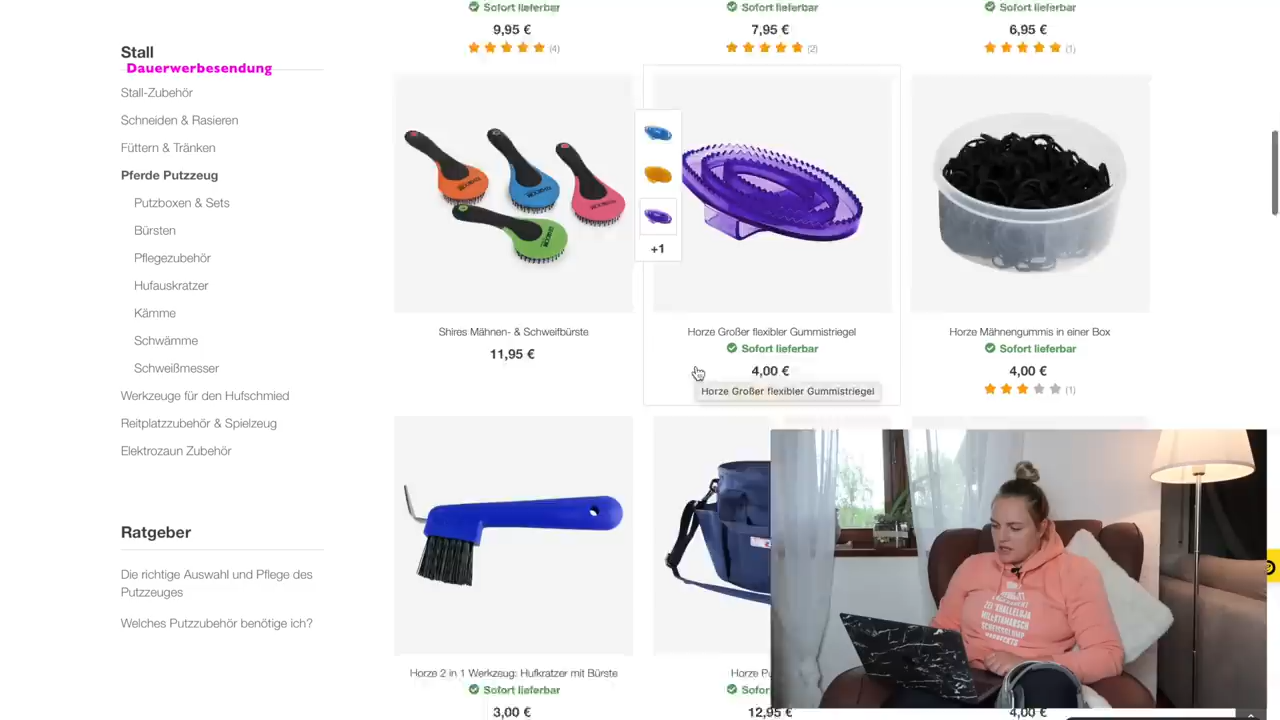 Sofort lieferbar
9,95 €
(4)
Sofort lieferbar
7,95 €
(2)
Sofort lieferbar
6,95 €
(1)
Stall
Dauerwerbesendung
Stall-Zubehör
Schneiden & Rasieren
Füttern & Tränken
Pferde Putzzeug
Putzboxen & Sets
Bürsten
Pflegezubehör
Hufauskratzer
Kämme
Schwämme
Schweißmesser
Werkzeuge für den Hufschmied
Reitplatzzubehör & Spielzeug
Elektrozaun Zubehör
Ratgeber
Die richtige Auswahl und Pflege des
Putzzeuges
Welches Putzzubehör benötige ich?
Shires Mähnen- & Schweifbürste
11,95 €
+1
Horze Großer flexibler Gummistriegel
Sofort lieferbar
4,00 €
Horze Großer flexibler Gummistriegel
Horze Mähnengummis in einer Box
Sofort lieferbar
4,00 €
(1)
Horze 2 in 1 Werkzeug: Hufkratzer mit Bürste
Sofort lieferbar
3,00 €
Horze
12,95 €
4,00 €